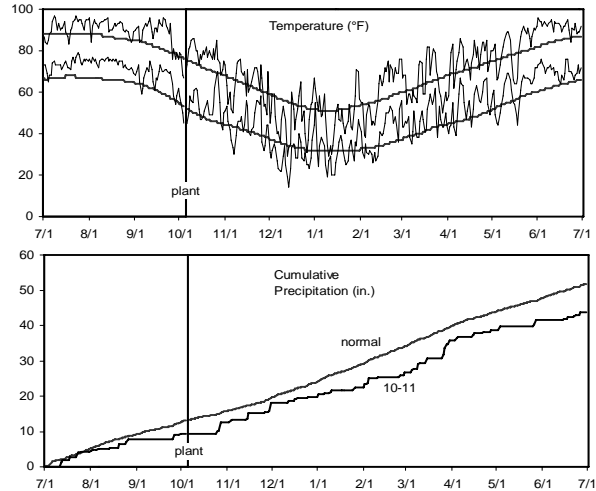 100
Temperature (°F)
80
60
40
20
plant
0
7/1 8/1 9/1 10/1 11/1 12/1 1/1 2/1 3/1 4/1 5/1 6/1 7/1
60
Cumulative
Precipitation (in.)
50
40
normal
30
10-11
20
10
plant
0
7/1 8/1 9/1 10/1 11/1 12/1 1/1 2/1 3/1 4/1 5/1 6/1 7/1